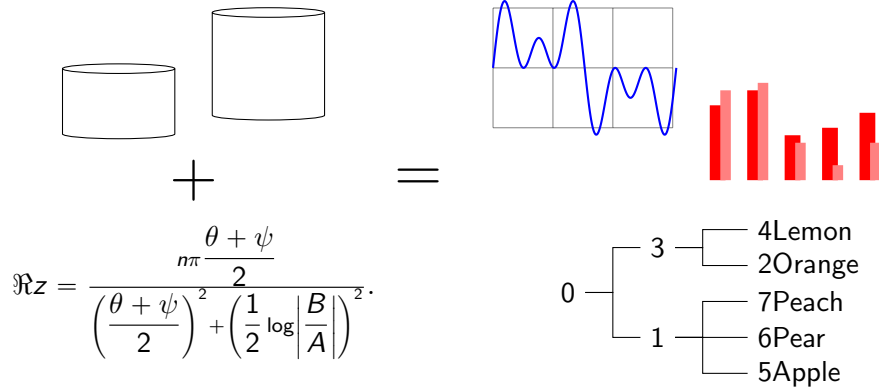 + =
ℜz = nπ (θ + ψ)/2 / (((θ + ψ)/2)² + (1/2 log|B/A|)²).
4Lemon
3
2Orange
0
7Peach
1 6Pear
5Apple